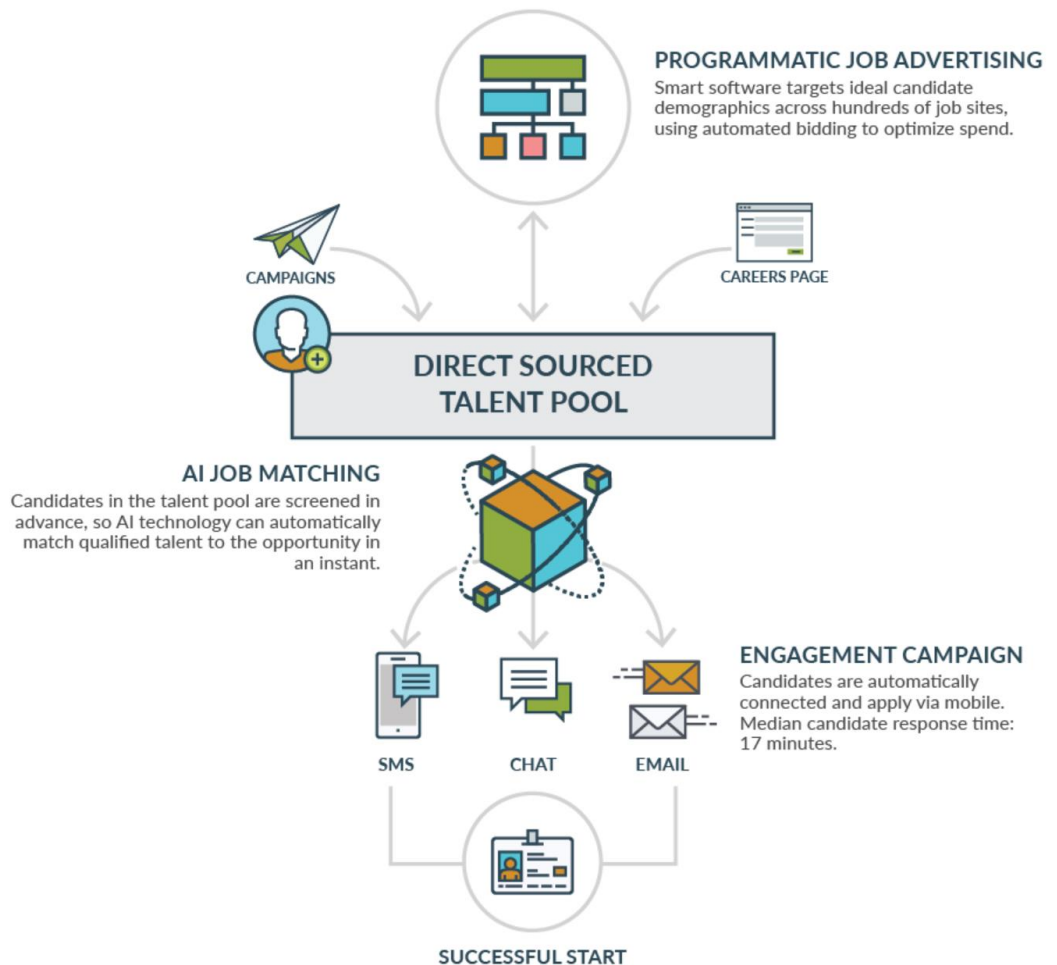 PROGRAMMATIC JOB ADVERTISING
Smart software targets ideal candidate
demographics across hundreds of job sites,
using automated bidding to optimize spend.
CAMPAIGNS
CAREERS PAGE
DIRECT SOURCED
TALENT POOL
AI JOB MATCHING
Candidates in the talent pool are screened in
advance, so AI technology can automatically
match qualified talent to the opportunity in
an instant.
ENGAGEMENT CAMPAIGN
Candidates are automatically
connected and apply via mobile.
Median candidate response time:
17 minutes.
SMS
CHAT
EMAIL
SUCCESSFUL START